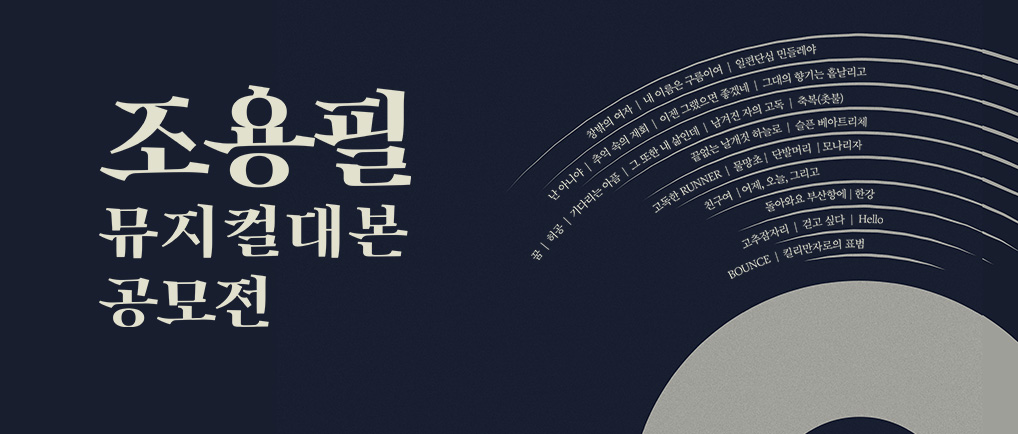 조용필
뮤지컬대본
공모전
창밖의 여자 | 내 이름은 구름이여 | 일편단심 민들레야
난 아니야 | 추억 속의 재회 | 이젠 그랬으면 좋겠네 | 그대의 향기는 흩날리고
꿈 | 허공 | 기다리는 아픔 | 그 또한 내 삶인데 | 남겨진 자의 고독 | 축복(촛불)
끝없는 날개짓 하늘로 | 슬픈 베아트리체
고독한 RUNNER | 물망초 | 단발머리 | 모나리자
친구여 | 어제, 오늘, 그리고
돌아와요 부산항에 | 한강
고추잠자리 | 걷고 싶다 | Hello
BOUNCE | 킬리만자로의 표범